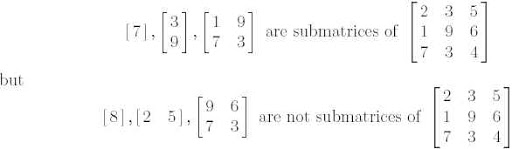 [ 7 ], [ 3 9 ], [ 1 9 7 3 ] are submatrices of [ 2 3 5 1 9 6 7 3 4 ]
but
[ 8 ], [ 2 5 ], [ 9 6 7 3 ] are not submatrices of [ 2 3 5 1 9 6 7 3 4 ]